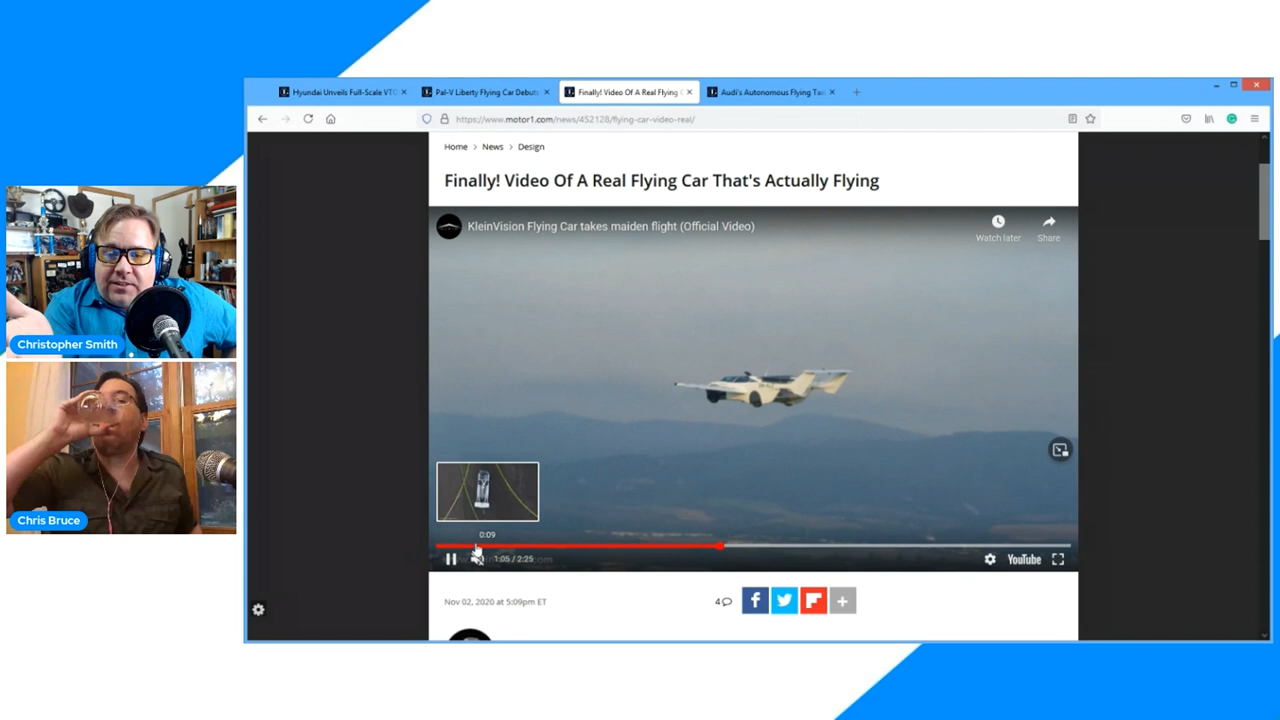 Hyundai Unveils Full-Scale VTO
Pal-V Liberty Flying Car Debuts
Finally! Video Of A Real Flying C
Audi's Autonomous Flying Tax
https://www.motor1.com/news/452128/flying-car-video-real/
Home > News > Design
Finally! Video Of A Real Flying Car That's Actually Flying
KleinVision Flying Car takes maiden flight (Official Video)
Watch later
Share
Christopher Smith
Chris Bruce
0:09
1:05 / 2:25
YouTube
Nov 02, 2020 at 5:09pm ET
4